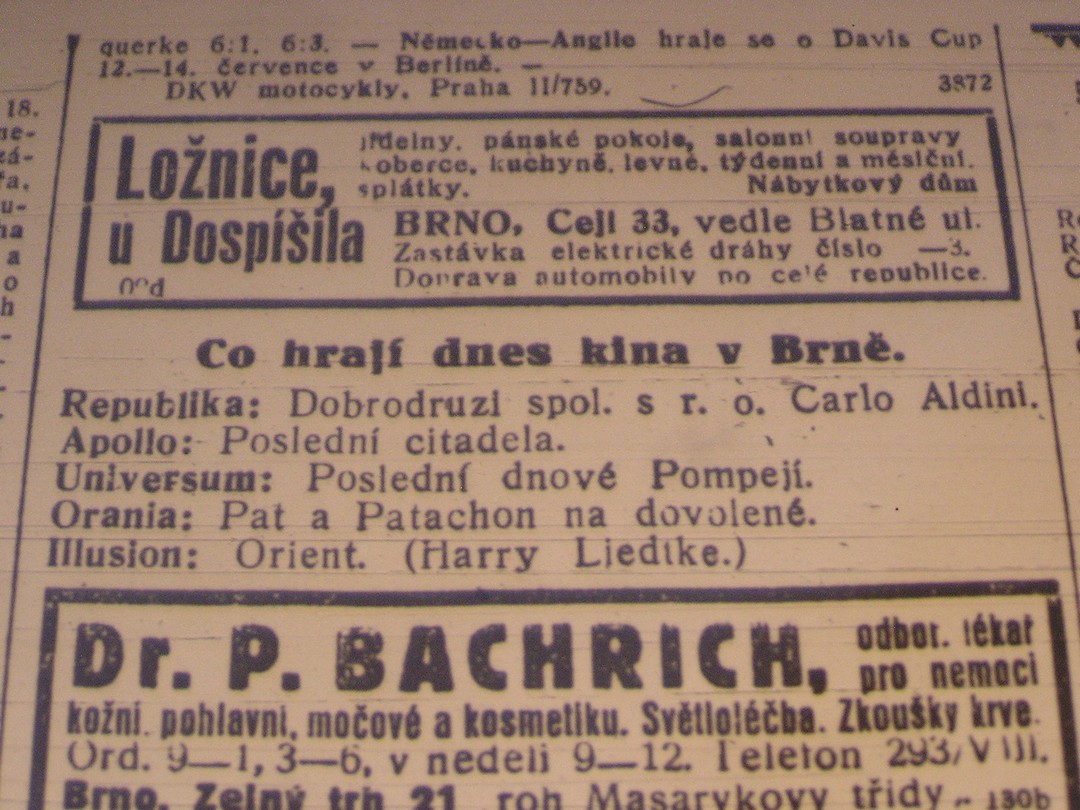 querke 6:1, 6:3. — Německo—Anglie hraje se o Davis Cup
12.—14. července v Berlíně. —
DKW motocykly, Praha II/759. 3872
Ložnice,
jídelny, pánské pokoje, salonní soupravy
koberce, kuchyně, levně, týdenní a měsíční
splátky. Nábytkový dům
u Dospíšila
BRNO, Cejl 33, vedle Blatné ul.
Zastávka elektrické dráhy číslo —3.
Doprava automobily po celé republice.
Co hrají dnes kina v Brně.
Republika: Dobrodruzi spol. s r. o. Carlo Aldini.
Apollo: Poslední citadela.
Universum: Poslední dnové Pompejí.
Orania: Pat a Patachon na dovolené.
Illusion: Orient. (Harry Liedtke.)
Dr. P. BACHRICH,
odbor. lékař
pro nemoci
kožní, pohlavní, močové a kosmetiku. Světloléčba. Zkoušky krve.
Ord. 9—1, 3—6, v neděli 9—12. Telefon 293/VIII.
Brno, Zelný trh 21, roh Masarykovy třídy
18.